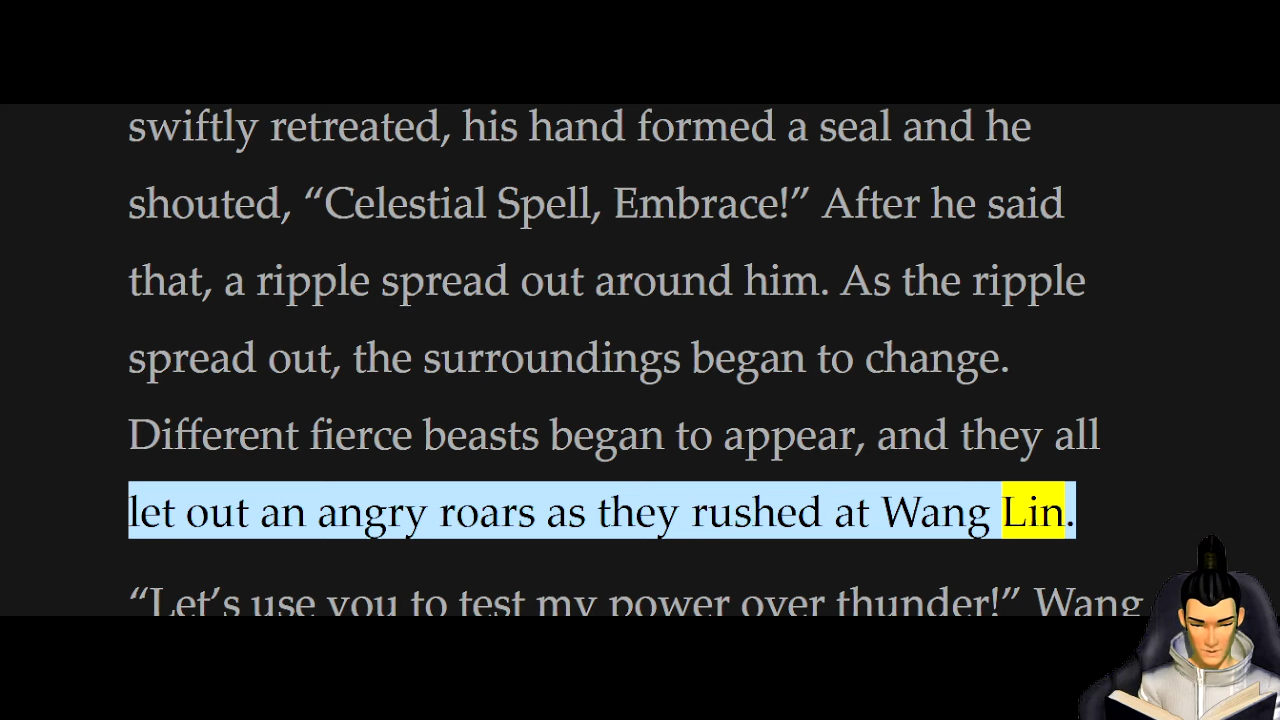 swiftly retreated, his hand formed a seal and he
shouted, “Celestial Spell, Embrace!” After he said
that, a ripple spread out around him. As the ripple
spread out, the surroundings began to change.
Different fierce beasts began to appear, and they all
let out an angry roars as they rushed at Wang Lin.
“Let’s use you to test my power over thunder!” Wang